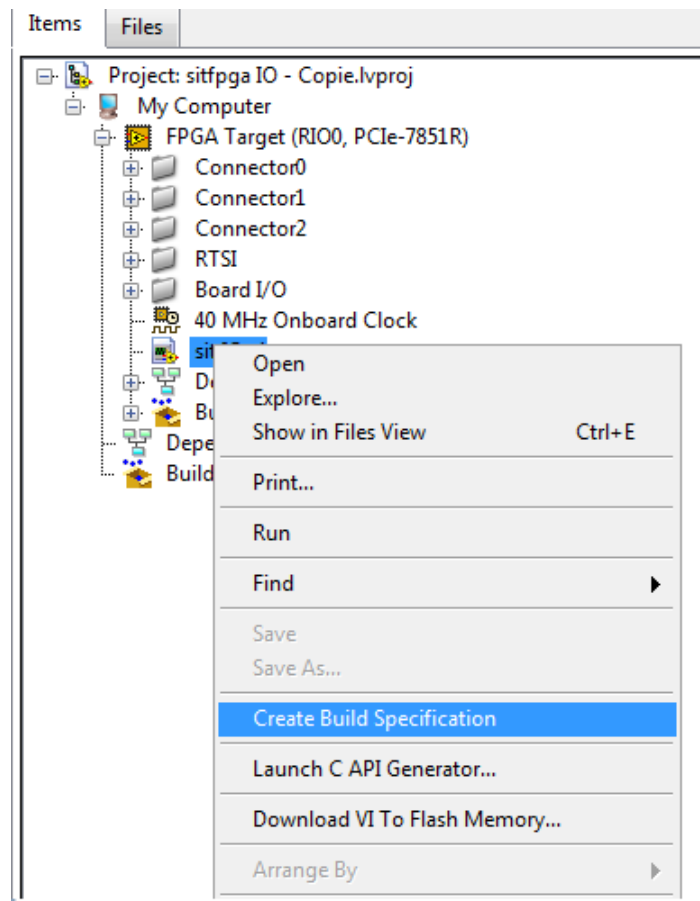 Items Files
Project: sitfpga IO - Copie.lvproj
My Computer
FPGA Target (RIO0, PCIe-7851R)
Connector0
Connector1
Connector2
RTSI
Board I/O
40 MHz Onboard Clock
Open
Explore...
Show in Files View Ctrl+E
Print...
Run
Find
Save
Save As...
Create Build Specification
Launch C API Generator...
Download VI To Flash Memory...
Arrange By
Build